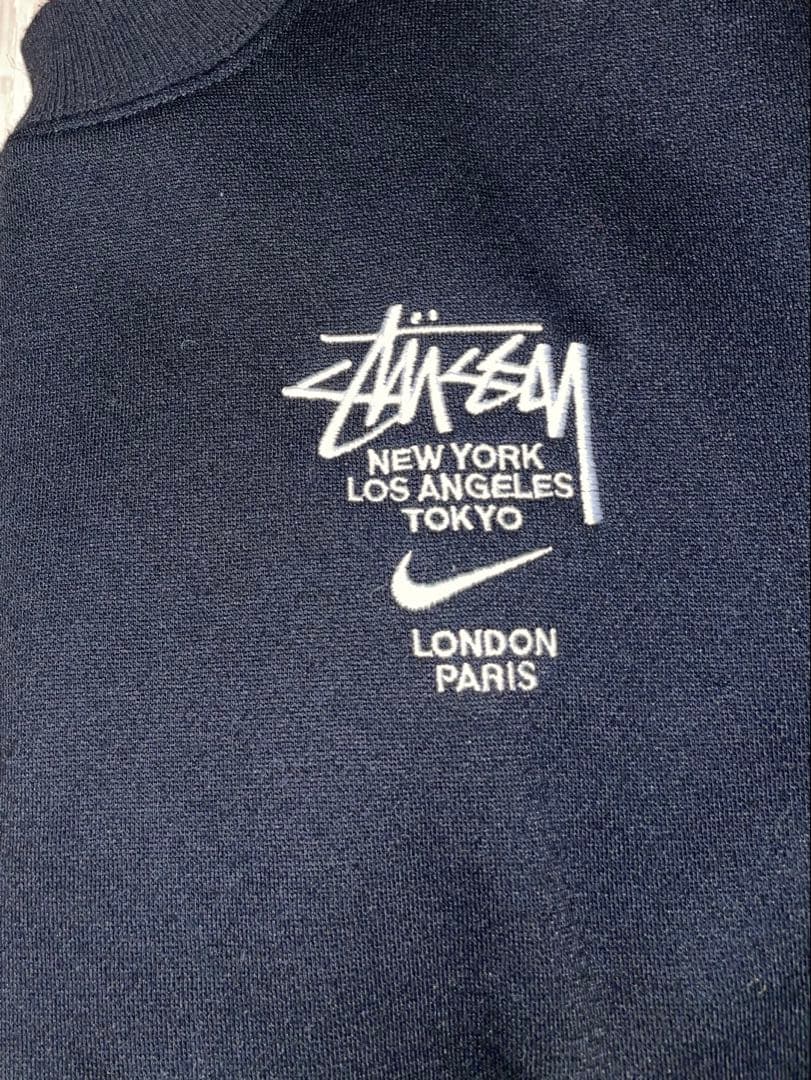 Stüssy
NEW YORK
LOS ANGELES
TOKYO
LONDON
PARIS